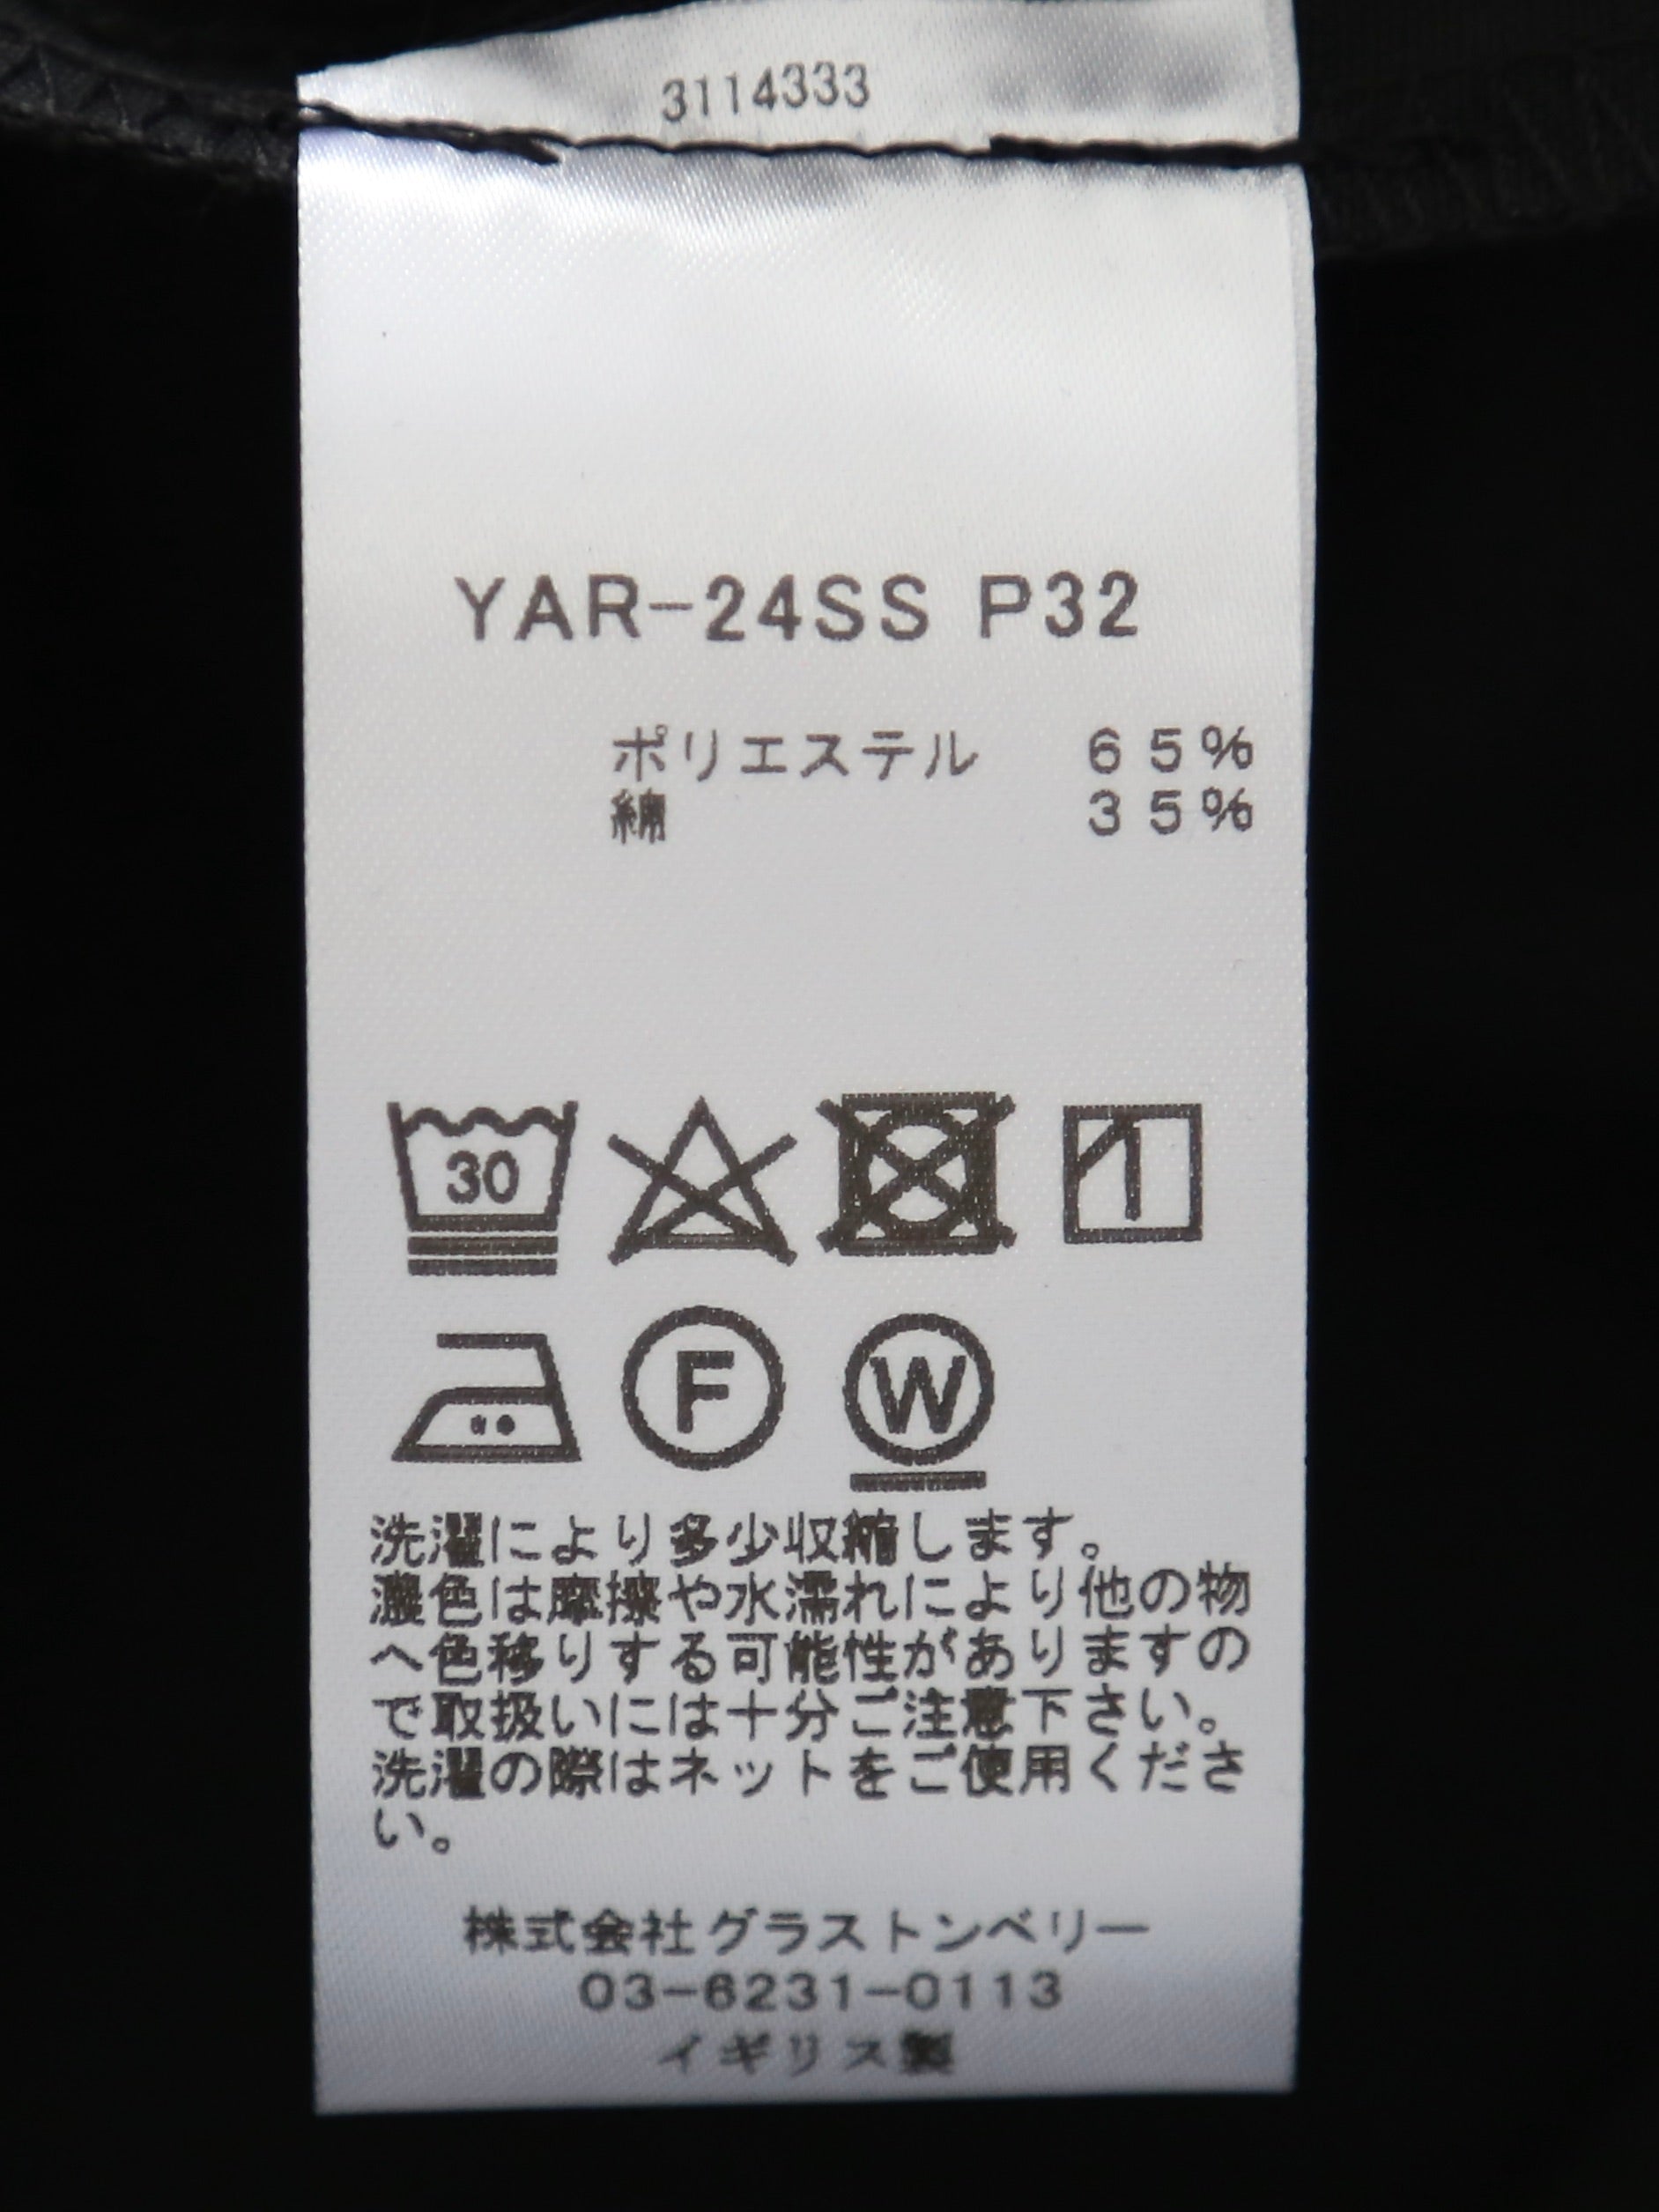 3114333
YAR-24SS P32
ポリエステル 65%
綿 35%
30
F
W
洗濯により多少収縮します。
濃色は摩擦や水濡れにより他の物
へ色移りする可能性がありますの
で取扱いには十分ご注意下さい。
洗濯の際はネットをご使用くださ
い。
株式会社グラストンベリー
03-6231-0113
イギリス製